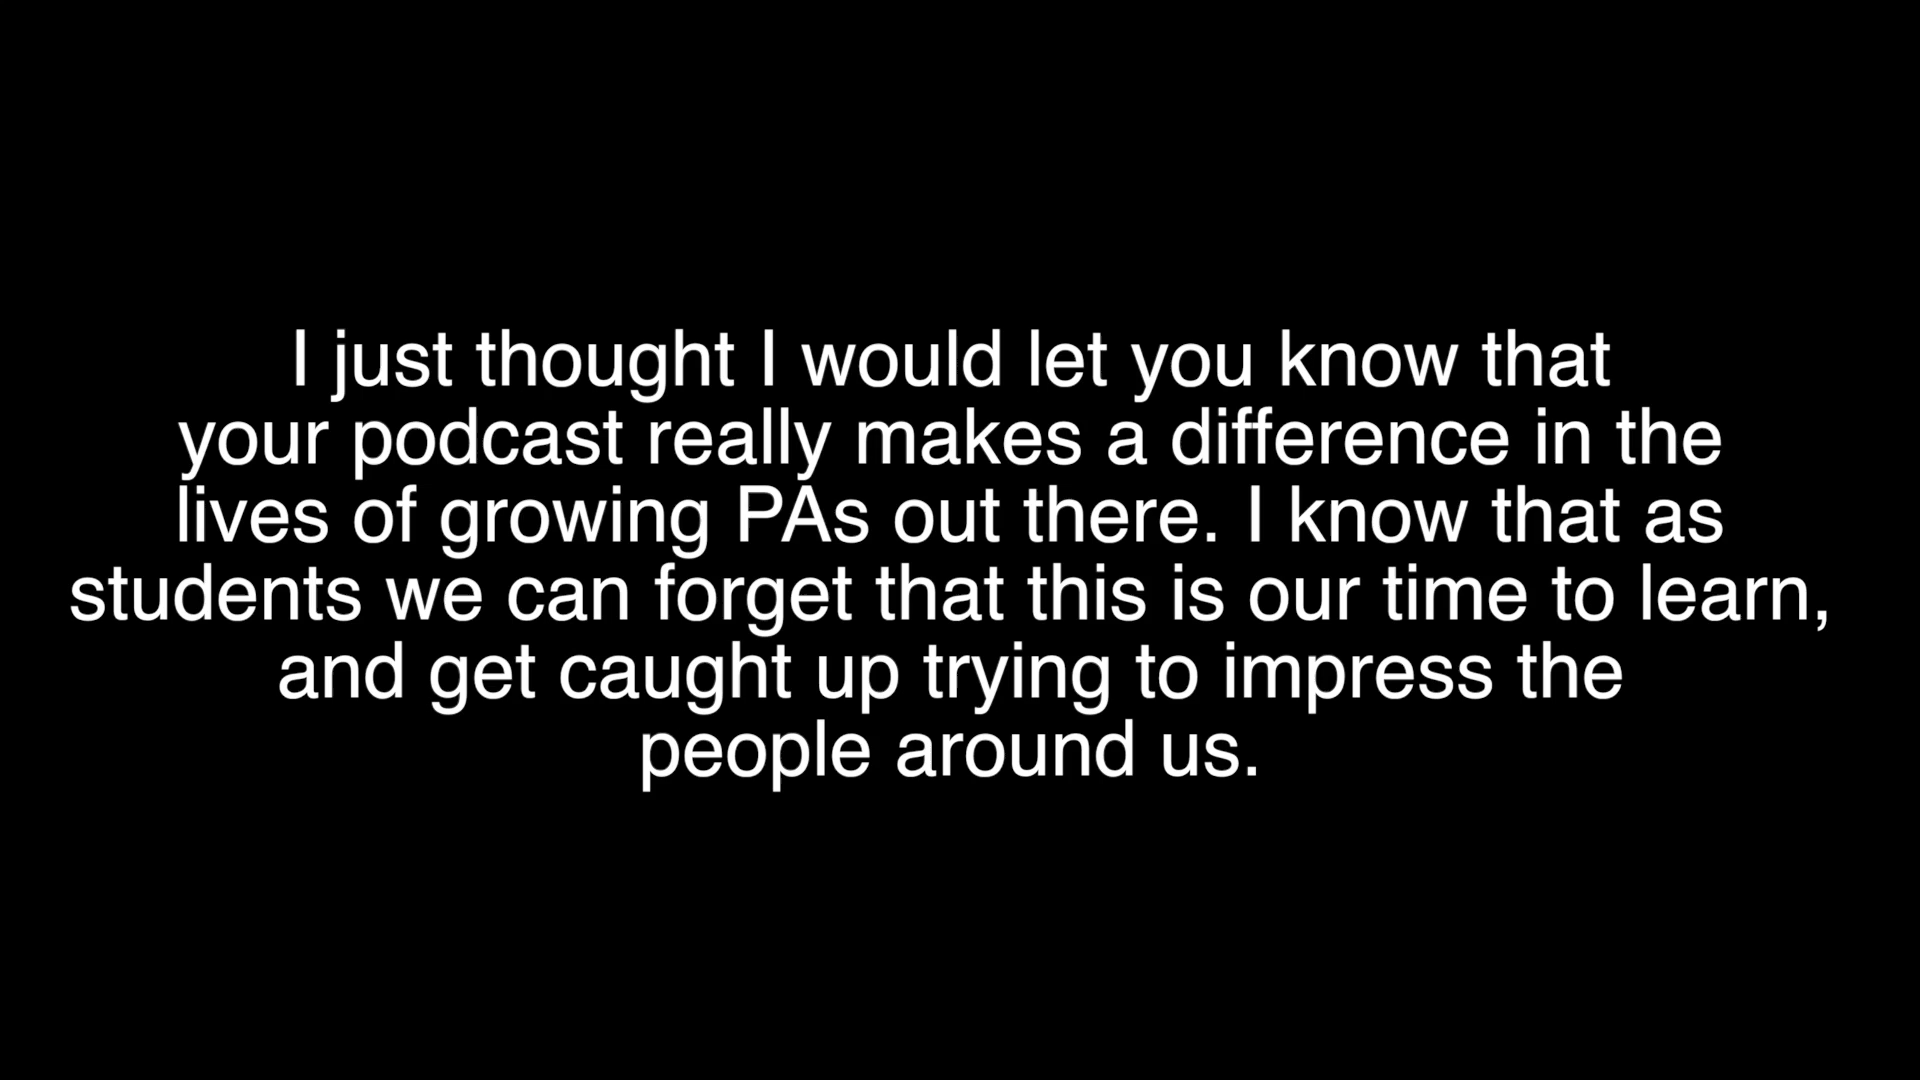 I just thought I would let you know that
your podcast really makes a difference in the
lives of growing PAs out there. I know that as
students we can forget that this is our time to learn,
and get caught up trying to impress the
people around us.